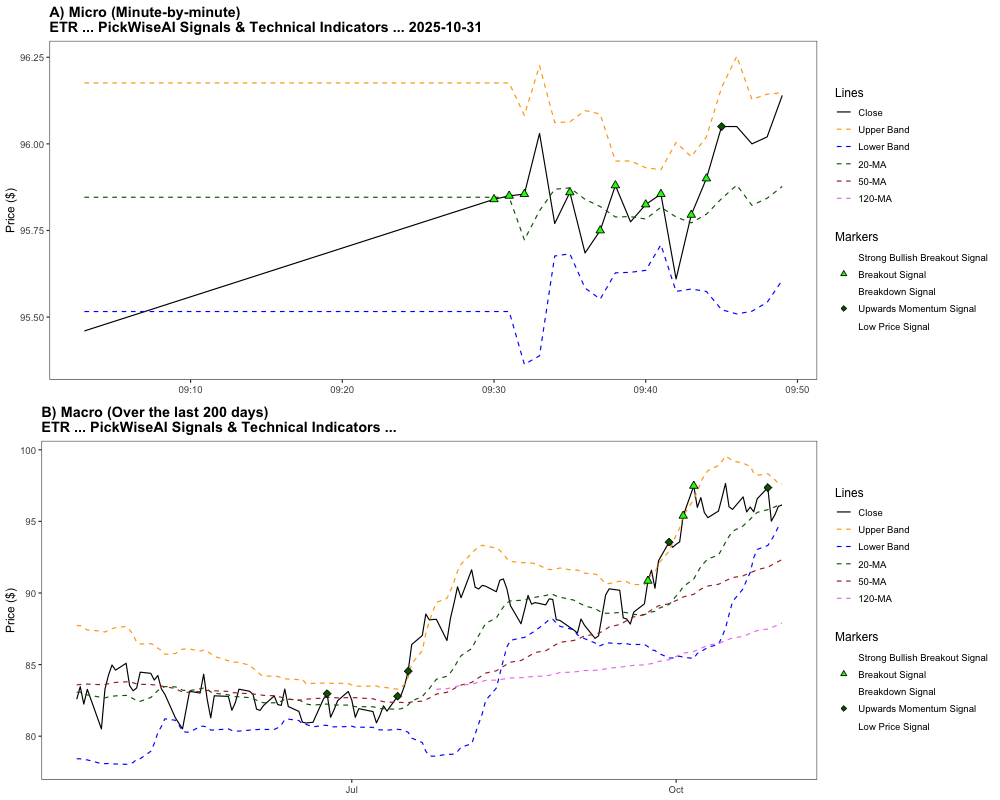 A) Micro (Minute-by-minute)
ETR ... PickWiseAI Signals & Technical Indicators ... 2025-10-31
Price ($)
96.25
96.00
95.75
95.50
09:10
09:20
09:30
09:40
09:50
Lines
Close
Upper Band
Lower Band
20-MA
50-MA
120-MA
Markers
Strong Bullish Breakout Signal
Breakout Signal
Breakdown Signal
Upwards Momentum Signal
Low Price Signal
B) Macro (Over the last 200 days)
ETR ... PickWiseAI Signals & Technical Indicators ...
Price ($)
100
95
90
85
80
Jul
Oct
Lines
Close
Upper Band
Lower Band
20-MA
50-MA
120-MA
Markers
Strong Bullish Breakout Signal
Breakout Signal
Breakdown Signal
Upwards Momentum Signal
Low Price Signal